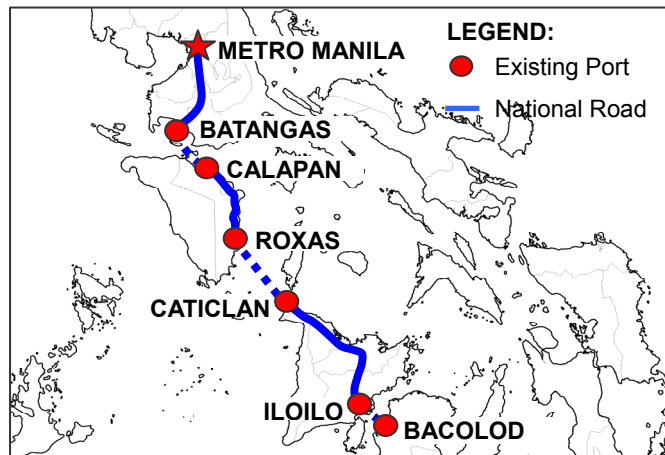 METRO MANILA
LEGEND:
Existing Port
National Road
BATANGAS
CALAPAN
ROXAS
CATICLAN
ILOILO
BACOLOD